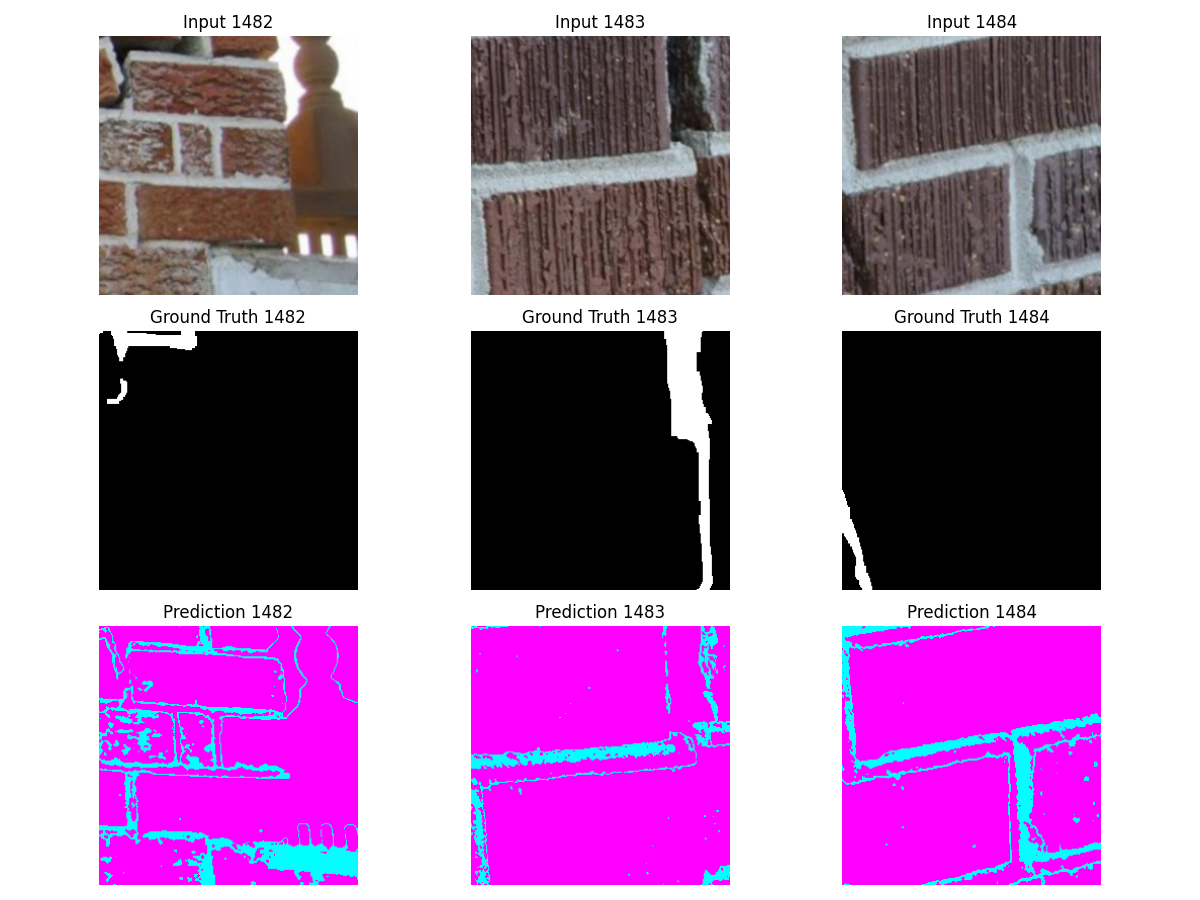 Input 1482
Input 1483
Input 1484
Ground Truth 1482
Ground Truth 1483
Ground Truth 1484
Prediction 1482
Prediction 1483
Prediction 1484